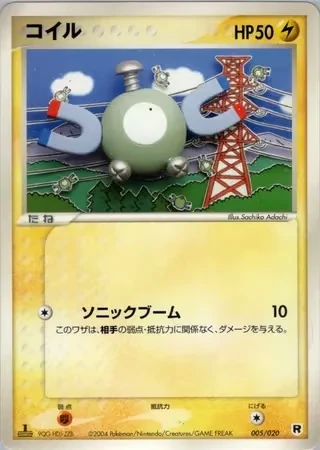 コイル HP50
たね
Illus. Sachiko Adachi
ソニックブーム 10
このワザは、相手の弱点・抵抗力に関係なく、ダメージを与える。
弱点 抵抗力 にげる
1
©2004 Pokémon/Nintendo/Creatures/GAME FREAK
005/020
R